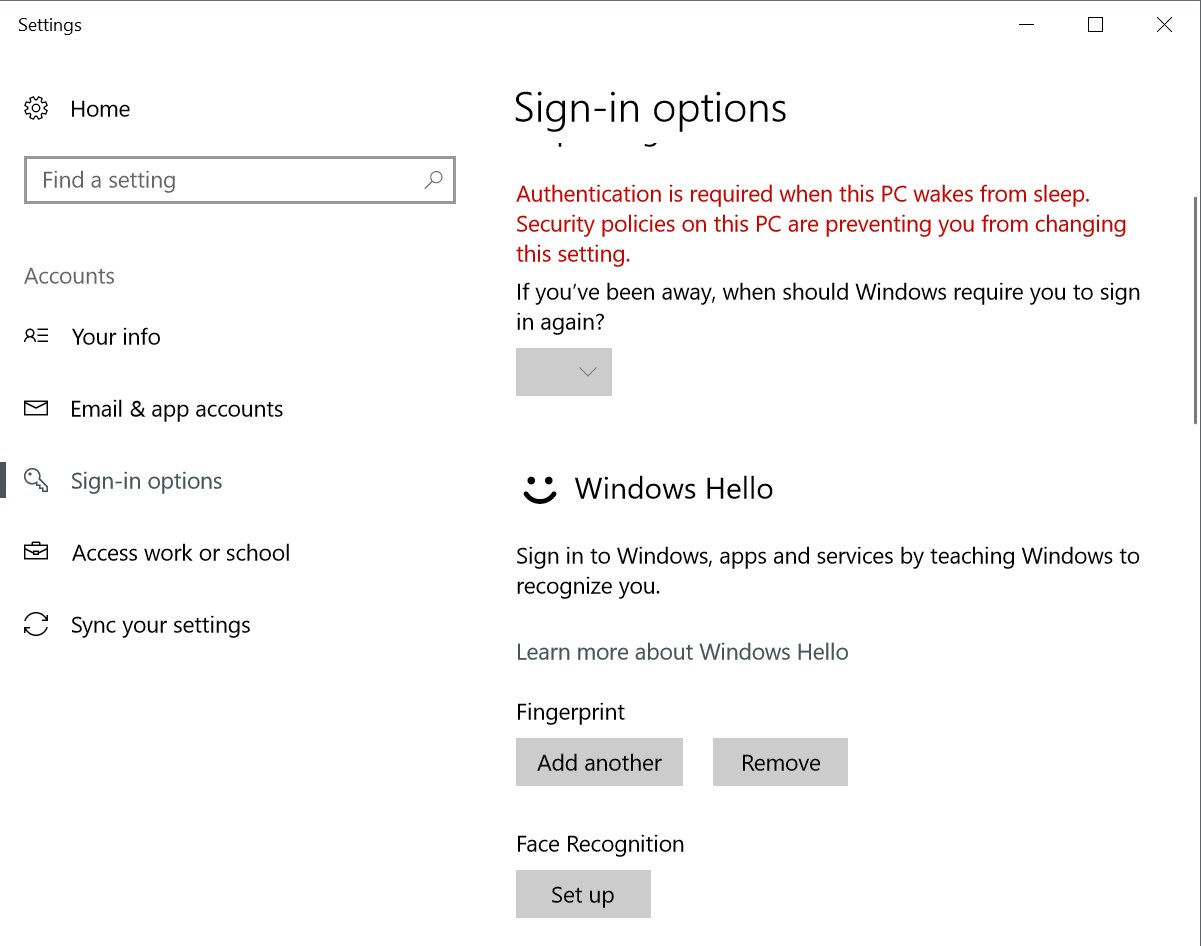 Settings
Home
Find a setting
Accounts
Your info
Email & app accounts
Sign-in options
Access work or school
Sync your settings
Sign-in options
Authentication is required when this PC wakes from sleep.
Security policies on this PC are preventing you from changing
this setting.
If you’ve been away, when should Windows require you to sign
in again?
Windows Hello
Sign in to Windows, apps and services by teaching Windows to
recognize you.
Learn more about Windows Hello
Fingerprint
Add another
Remove
Face Recognition
Set up